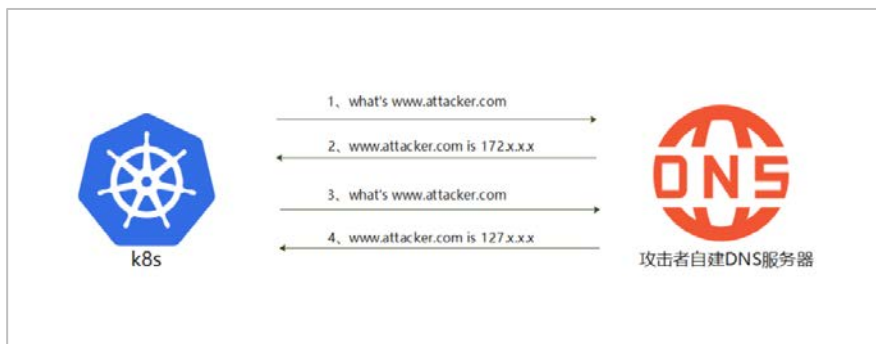 1、what's www.attacker.com
2、www.attacker.com is 172.x.x.x
3、what's www.attacker.com
4、www.attacker.com is 127.x.x.x
DNS
k8s
攻击者自建DNS服务器